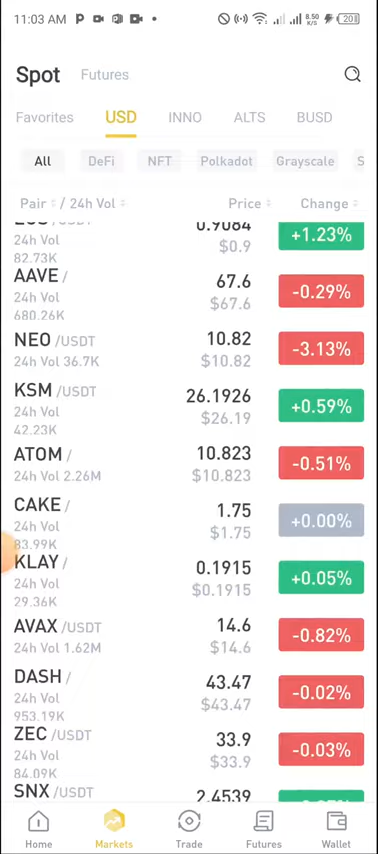 11:03 AM P 8.50 K/S 20
Spot Futures
Favorites USD INNO ALTS BUSD
All DeFi NFT Polkadot Grayscale S
Pair / 24h Vol Price Change
/USDT 0.9084 +1.23%
24h Vol $0.9
82.73K
AAVE / 67.6 -0.29%
24h Vol $67.6
680.26K
NEO /USDT 10.82 -3.13%
24h Vol 36.7K $10.82
KSM /USDT 26.1926 +0.59%
24h Vol $26.19
42.23K
ATOM / 10.823 -0.51%
24h Vol 2.26M $10.823
CAKE / 1.75 +0.00%
24h Vol $1.75
83.99K
KLAY / 0.1915 +0.05%
24h Vol $0.1915
29.36K
AVAX /USDT 14.6 -0.82%
24h Vol 1.62M $14.6
DASH / 43.47 -0.02%
24h Vol $43.47
953.19K
ZEC /USDT 33.9 -0.03%
24h Vol $33.9
84.09K
SNX /USDT 2.4539
Home Markets Trade Futures Wallet